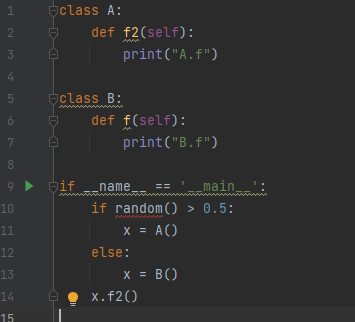 1 class A:
2     def f2(self):
3         print("A.f")
4
5 class B:
6     def f(self):
7         print("B.f")
8
9 if __name__ == '__main__':
10     if random() > 0.5:
11         x = A()
12     else:
13         x = B()
14     x.f2()
15